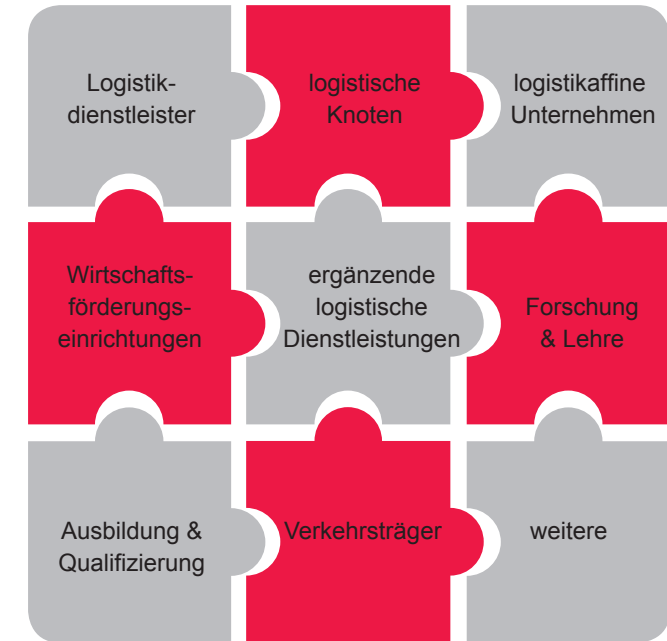 Logistik-
dienstleister
logistische
Knoten
logistikaffine
Unternehmen
Wirtschafts-
förderungs-
einrichtungen
ergänzende
logistische
Dienstleistungen
Forschung
& Lehre
Ausbildung &
Qualifizierung
Verkehrsträger
weitere